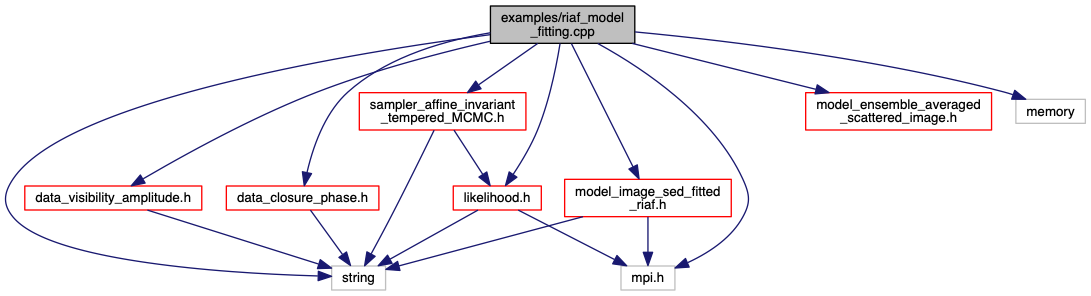 examples/riaf_model
_fitting.cpp
sampler_affine_invariant
_tempered_MCMC.h
model_ensemble_averaged
_scattered_image.h
memory
data_visibility_amplitude.h
data_closure_phase.h
likelihood.h
model_image_sed_fitted
_riaf.h
string
mpi.h